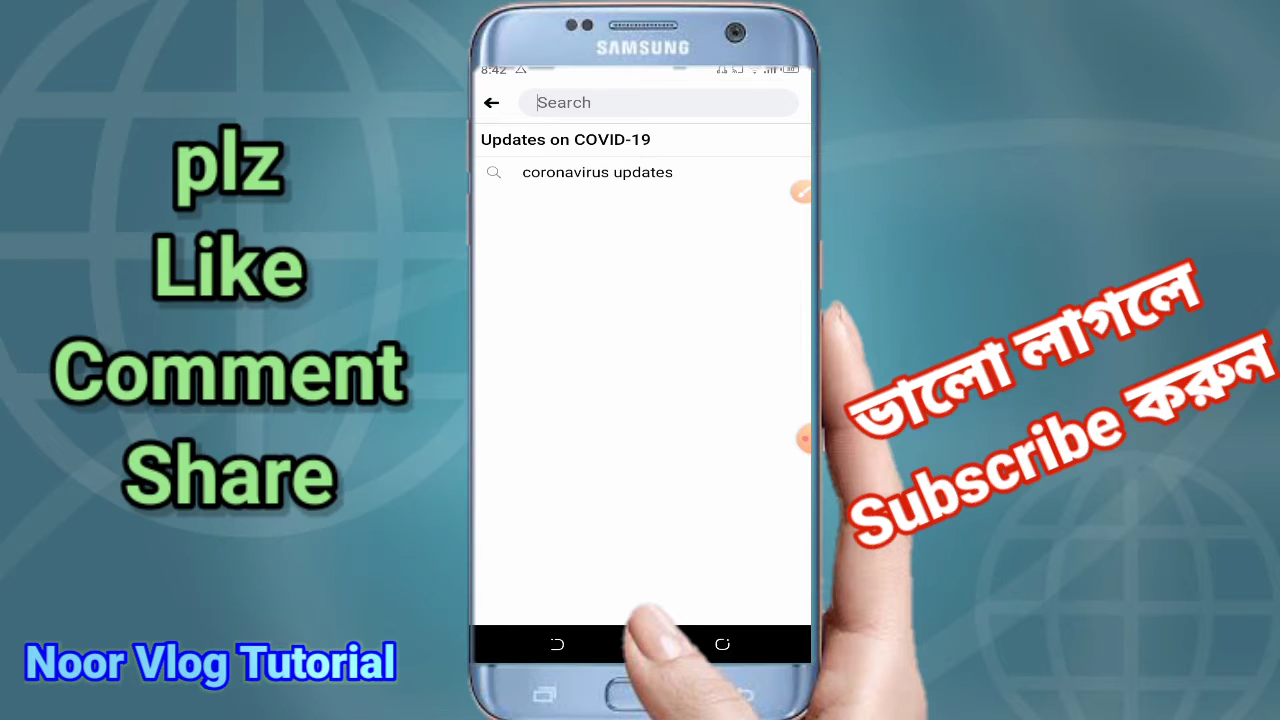 plz
Like
Comment
Share
Noor Vlog Tutorial
SAMSUNG
8:42
Search
Updates on COVID-19
coronavirus updates
ভালো লাগলে
Subscribe করুন